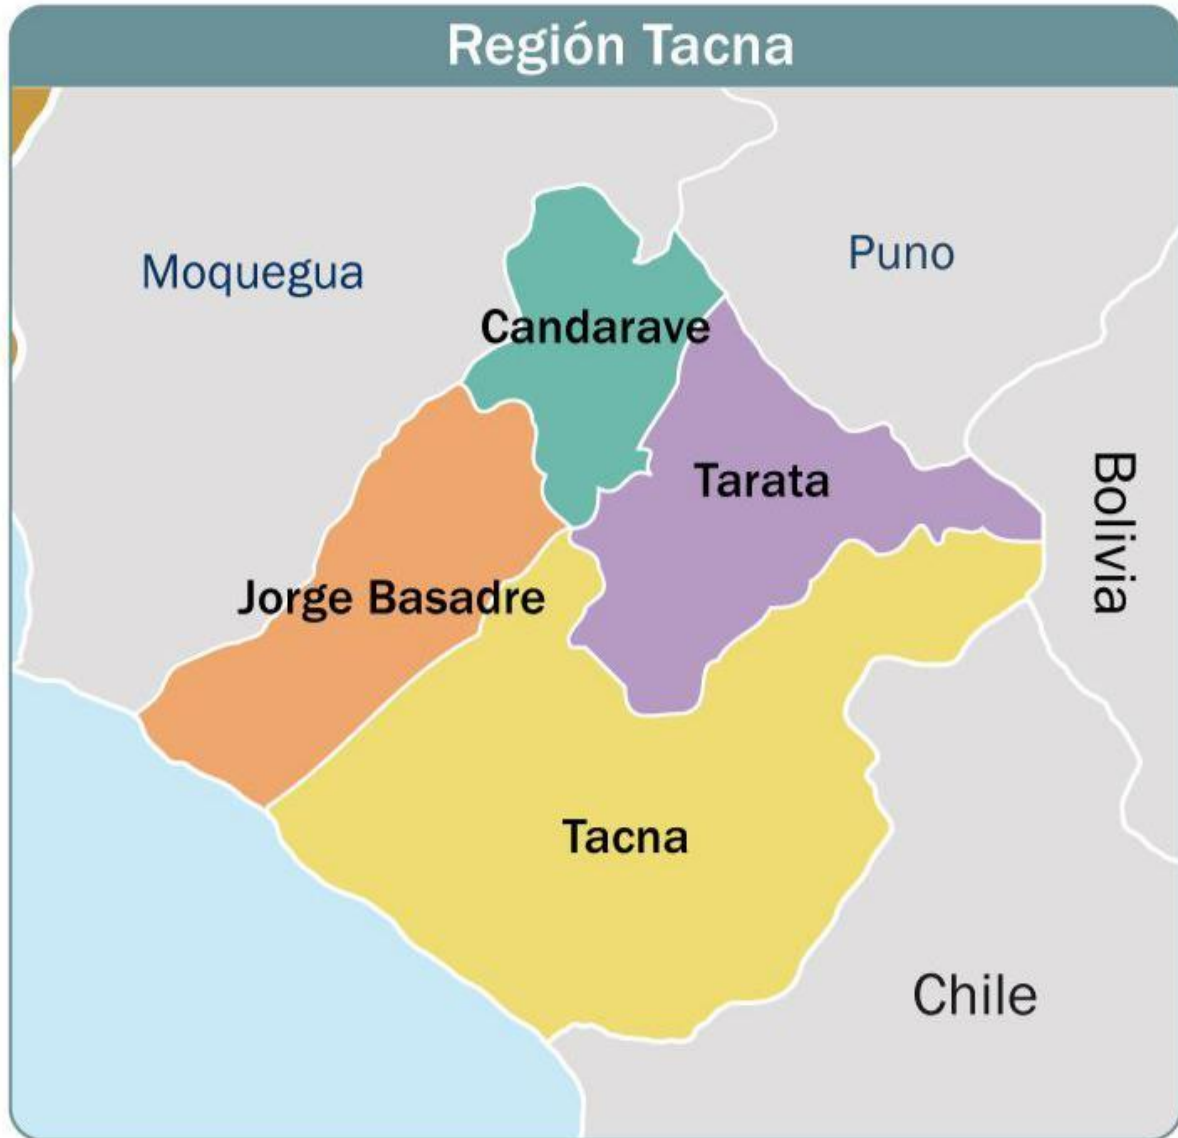 Región Tacna
Moquegua
Puno
Candarave
Tarata
Bolivia
Jorge Basadre
Tacna
Chile